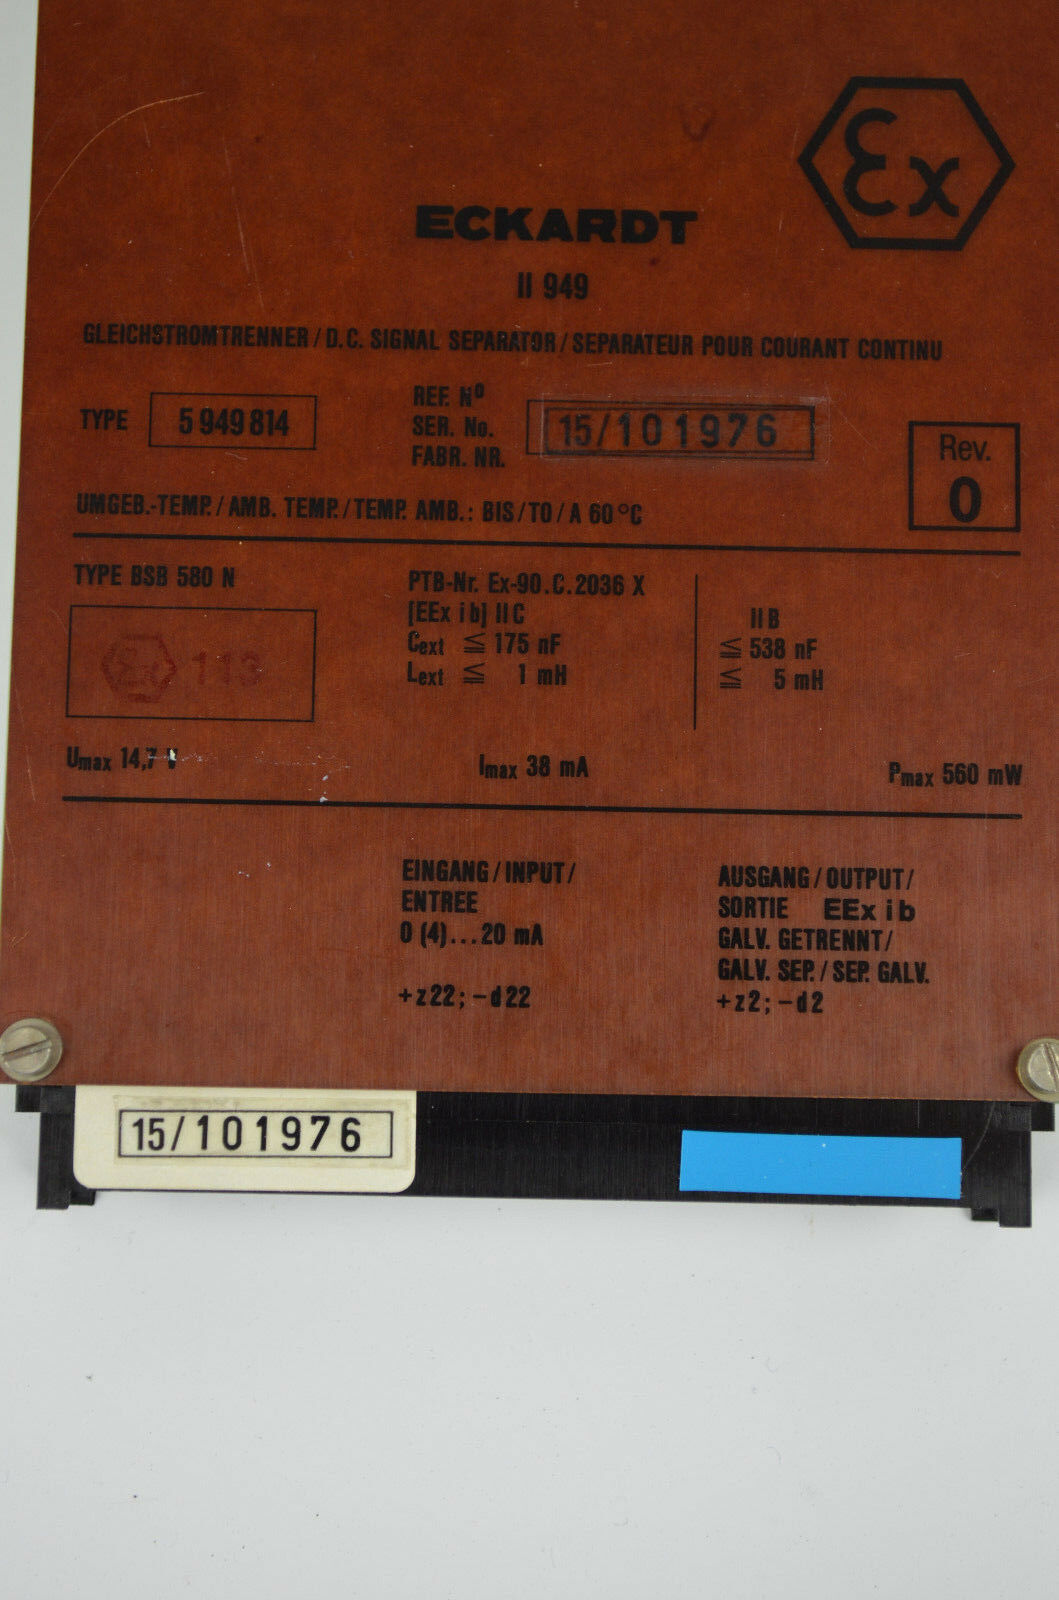 Ex
ECKARDT
II 949
GLEICHSTROMTRENNER/D.C. SIGNAL SEPARATOR/SEPARATEUR POUR COURANT CONTINU
TYPE 5 949 814
REF. Nº
SER. No.
FABR. NR.
15/101976
Rev.
0
UMGEB.-TEMP./AMB. TEMP./TEMP. AMB.: BIS/TO/A 60 °C
TYPE BSB 580 N
113
PTB-Nr. Ex-90.C.2036 X
[EEx ib] II C
Cext ≦ 175 nF
Lext ≦ 1 mH
II B
≦ 538 nF
≦ 5 mH
Umax 14,7 V
Imax 38 mA
Pmax 560 mW
EINGANG/INPUT/
ENTREE
0 (4)...20 mA
+z22; -d22
AUSGANG/OUTPUT/
SORTIE EEx ib
GALV. GETRENNT/
GALV. SEP./SEP. GALV.
+z2; -d2
15/101976